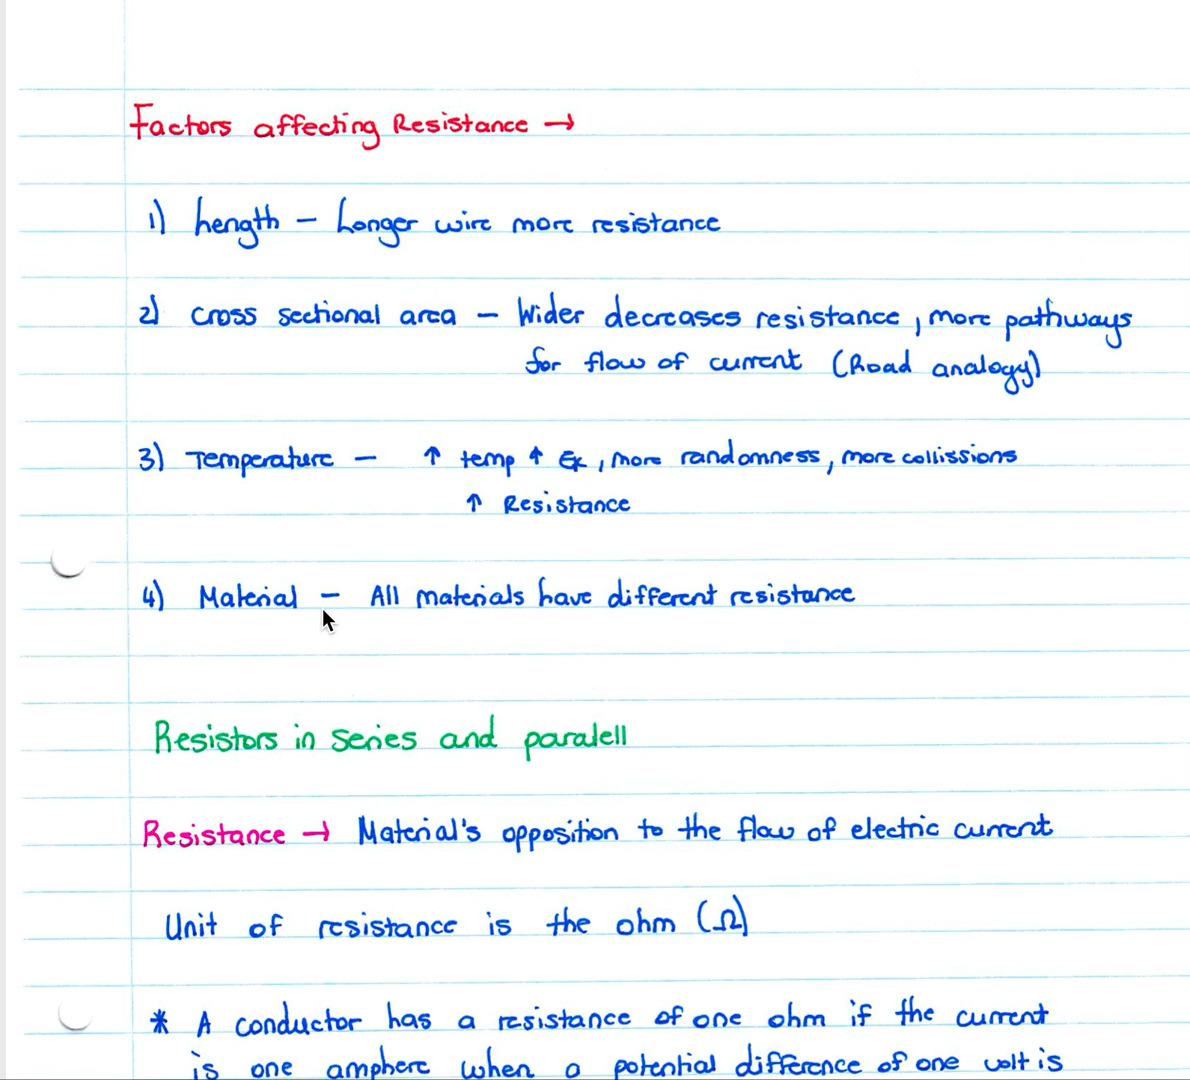 Factors affecting Resistance →
1) Length – Longer wire more resistance
2) Cross sectional area – Wider decreases resistance, more pathways
for flow of current (Road analogy)
3) Temperature – ↑ temp ↑ Ek, more randomness, more collissions
↑ Resistance
4) Material – All materials have different resistance
Resistors in series and paralell
Resistance → Material's opposition to the flow of electric current
Unit of resistance is the ohm (Ω)
* A conductor has a resistance of one ohm if the current
is one amphere when a potential difference of one volt is